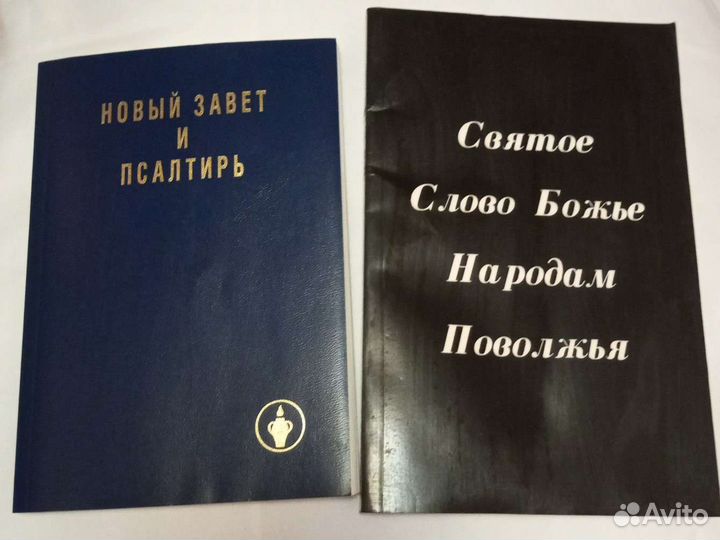 НОВЫЙ ЗАВЕТ
И
ПСАЛТИРЬ
Святое
Слово Божье
Народам
Поволжья
Avito